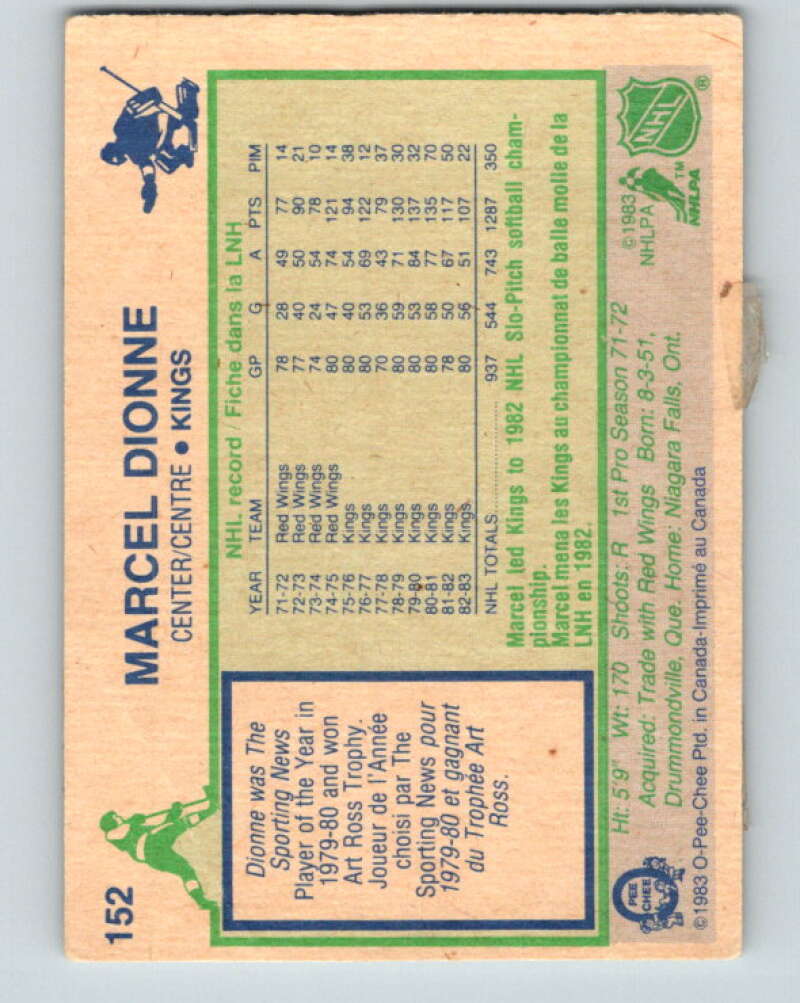 152
MARCEL DIONNE
CENTER/CENTRE • KINGS
Dionne was The
Sporting News
Player of the Year in
1979-80 and won
Art Ross Trophy.
Joueur de l'Année
choisi par The
Sporting News pour
1979-80 et gagnant
du Trophée Art
Ross.
NHL record / Fiche dans la LNH
YEAR TEAM GP G A PTS PIM
71-72 Red Wings 78 28 49 77 14
72-73 Red Wings 77 40 50 90 21
73-74 Red Wings 74 24 54 78 10
74-75 Red Wings 80 47 74 121 14
75-76 Kings 80 40 54 94 38
76-77 Kings 80 53 69 122 12
77-78 Kings 70 36 43 79 37
78-79 Kings 80 59 71 130 30
79-80 Kings 80 53 84 137 32
80-81 Kings 80 58 77 135 70
81-82 Kings 78 50 67 117 50
82-83 Kings 80 56 51 107 22
NHL TOTALS 937 544 743 1287 350
Marcel led Kings to 1982 NHL Slo-Pitch softball cham-
pionship.
Marcel mena les Kings au championnat de balle molle de la
LNH en 1982.
Ht: 5'9" Wt: 170 Shoots: R 1st Pro Season 71-72
Acquired: Trade with Red Wings Born: 8-3-51,
Drummondville, Que. Home: Niagara Falls, Ont.
©1983 O-Pee-Chee Ptd. in Canada-Imprimé au Canada
O
PEE
CHEE
©1983
NHLPA
NHLPA
TM
NHL
®